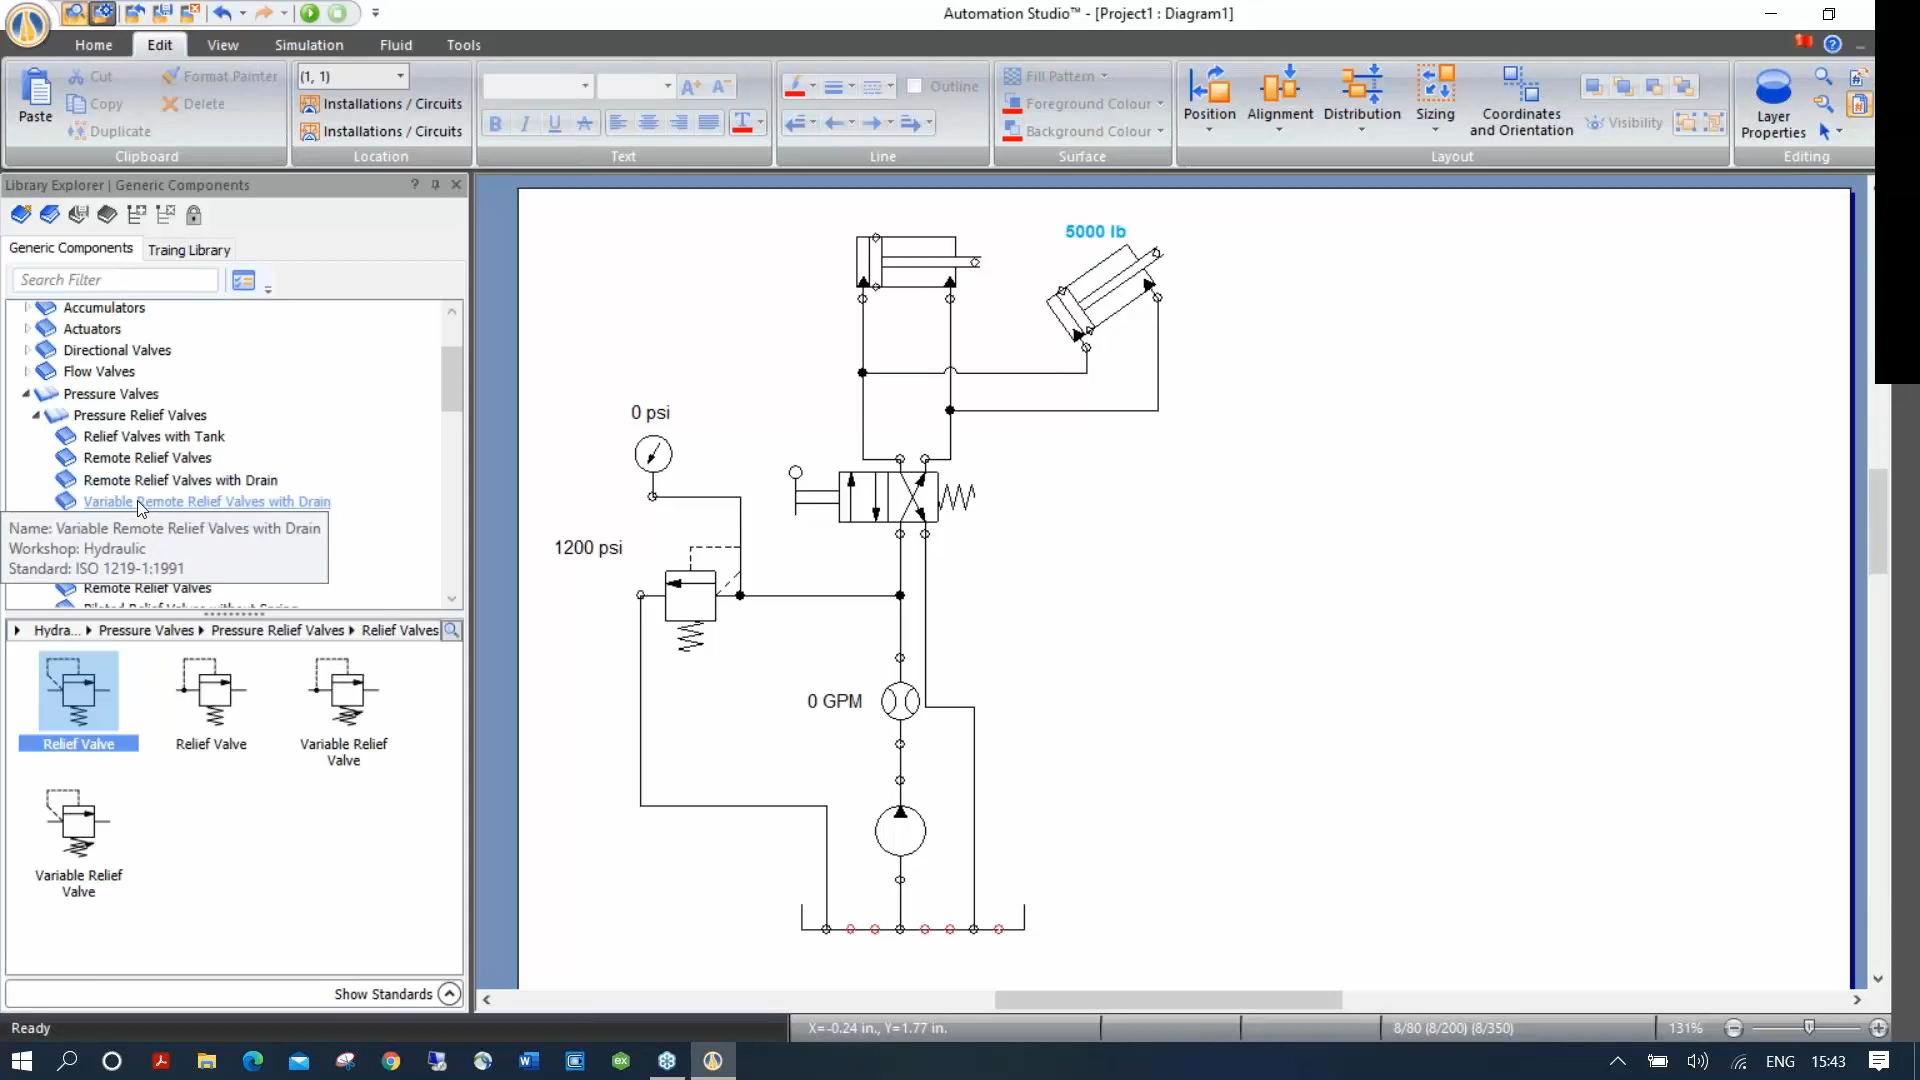 Automation Studio™ - [Project1 : Diagram1]
Home Edit View Simulation Fluid Tools
Paste
Cut
Copy
Duplicate
Format Painter
Delete
Clipboard
(1, 1)
Installations / Circuits
Installations / Circuits
Location
A+ A-
B I U A
T
Text
Outline
Line
Fill Pattern
Foreground Colour
Background Colour
Surface
Position
Alignment
Distribution
Sizing
Coordinates
and Orientation
Visibility
Layout
Layer
Properties
Editing
Library Explorer | Generic Components
Generic Components
Traing Library
Search Filter
Accumulators
Actuators
Directional Valves
Flow Valves
Pressure Valves
Pressure Relief Valves
Relief Valves with Tank
Remote Relief Valves
Remote Relief Valves with Drain
Variable Remote Relief Valves with Drain
Name: Variable Remote Relief Valves with Drain
Workshop: Hydraulic
Standard: ISO 1219-1:1991
Remote Relief Valves
Piloted Relief Valves without Spring
Hydra... Pressure Valves Pressure Relief Valves Relief Valves
Relief Valve
Relief Valve
Variable Relief
Valve
Variable Relief
Valve
Show Standards
5000 lb
0 psi
1200 psi
0 GPM
Ready
X=-0.24 in., Y=1.77 in.
8/80 (8/200) (8/350)
131%
ENG
15:43